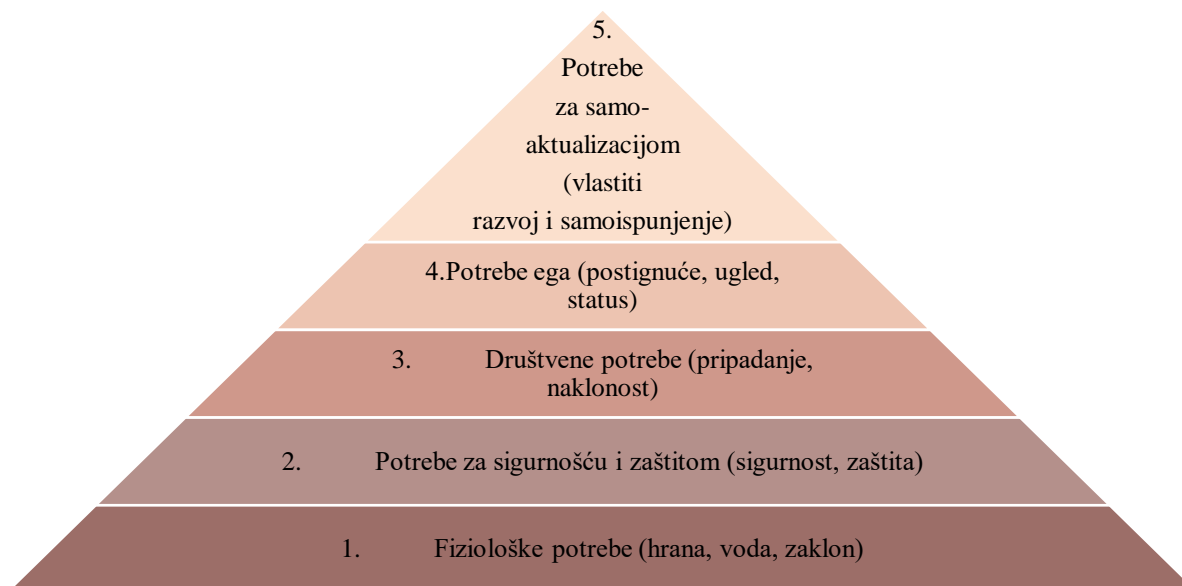 5.
Potrebe
za samo-
aktualizacijom
(vlastiti
razvoj i samoispunjenje)
4.Potrebe ega (postignuće, ugled,
status)
3. Društvene potrebe (pripadanje,
naklonost)
2. Potrebe za sigurnošću i zaštitom (sigurnost, zaštita)
1. Fiziološke potrebe (hrana, voda, zaklon)